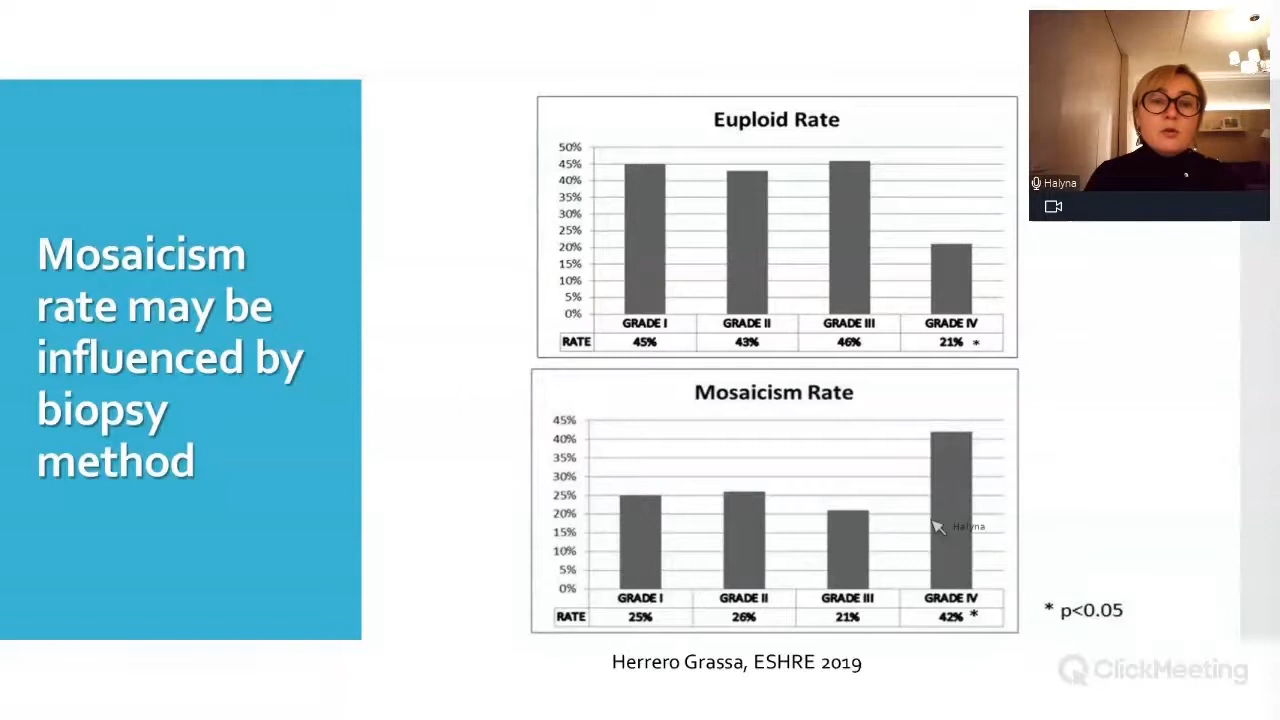 Mosaicism
rate may be
influenced by
biopsy
method
Euploid Rate
50%
45%
40%
35%
30%
25%
20%
15%
10%
5%
0%
GRADE I GRADE II GRADE III GRADE IV
RATE 45% 43% 46% 21% *
Mosaicism Rate
45%
40%
35%
30%
25%
20%
15%
10%
5%
0%
GRADE I GRADE II GRADE III GRADE IV
RATE 25% 26% 21% 42% *
Halyna
* p<0.05
Herrero Grassa, ESHRE 2019
Halyna
ClickMeeting